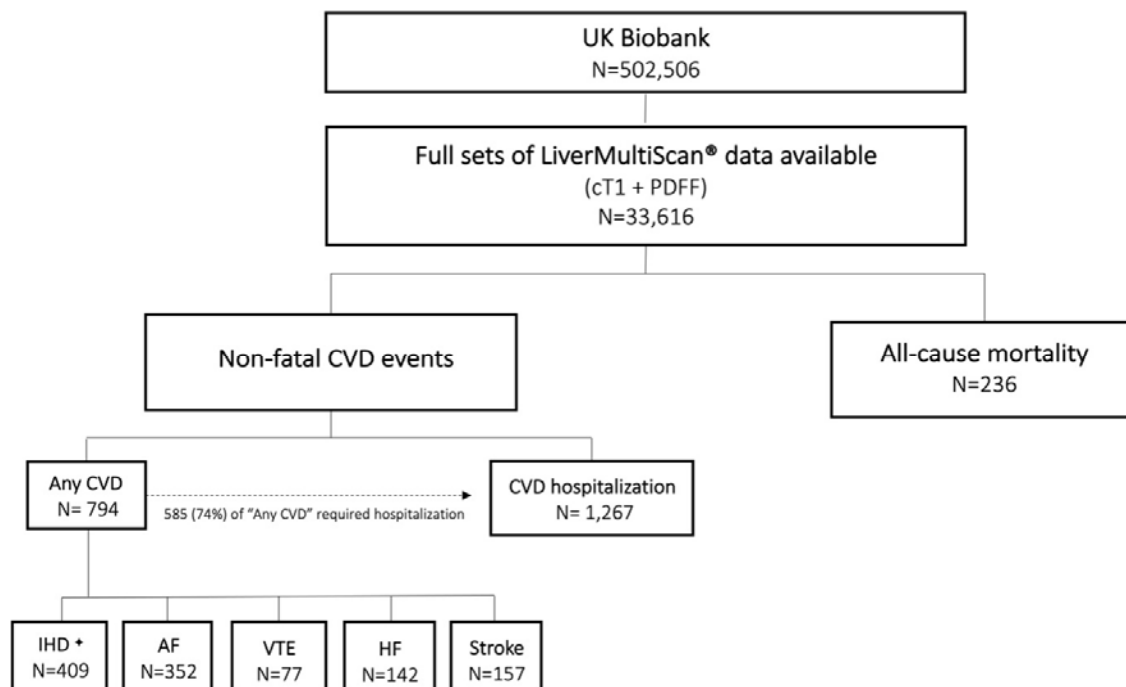 UK Biobank
N=502,506
Full sets of LiverMultiScan® data available
(cT1 + PDFF)
N=33,616
Non-fatal CVD events
All-cause mortality
N=236
Any CVD
N= 794
585 (74%) of “Any CVD” required hospitalization
CVD hospitalization
N= 1,267
IHD ✦
N=409
AF
N=352
VTE
N=77
HF
N=142
Stroke
N=157